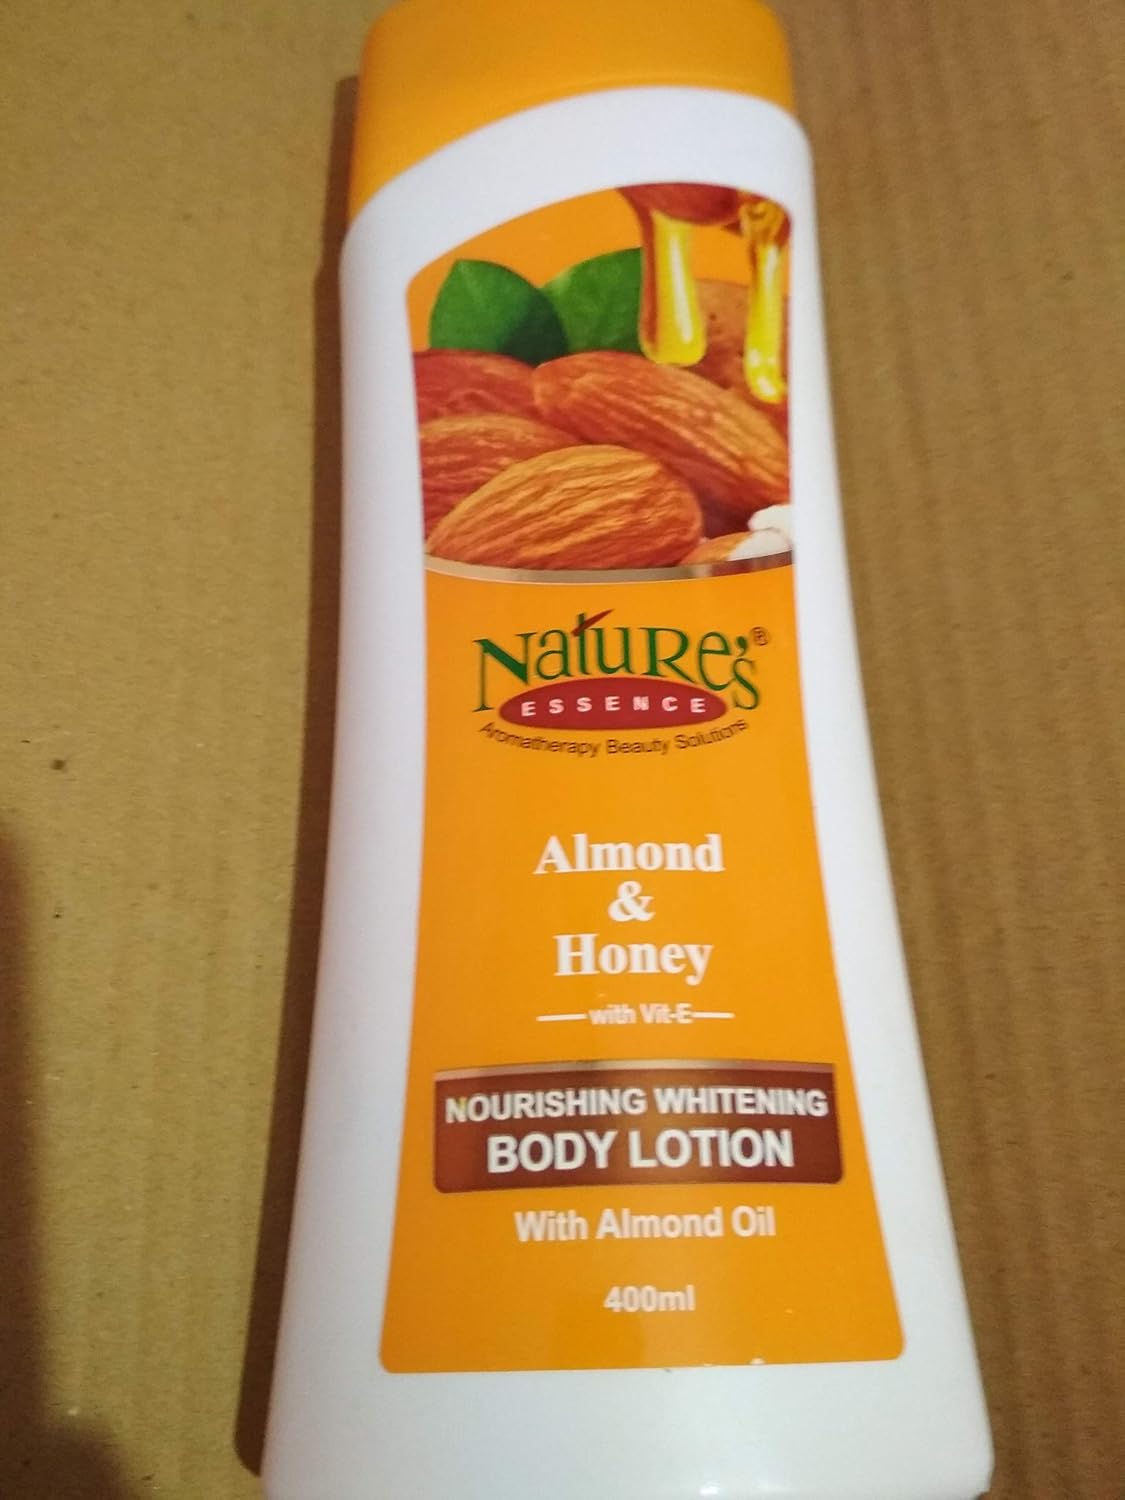 Nature's®
ESSENCE
Aromatherapy Beauty Solutions
Almond
&
Honey
with Vit-E
NOURISHING WHITENING
BODY LOTION
With Almond Oil
400ml